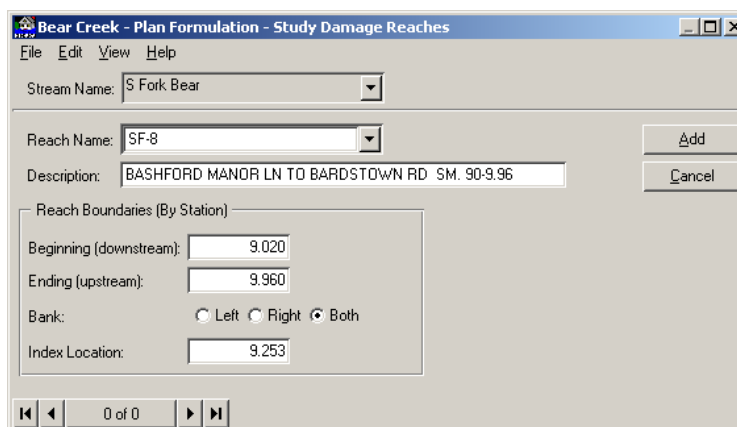 Bear Creek - Plan Formulation - Study Damage Reaches
File Edit View Help
Stream Name: S Fork Bear
Reach Name: SF-8
Add
Description: BASHFORD MANOR LN TO BARDSTOWN RD SM. 90-9.96
Cancel
Reach Boundaries (By Station)
Beginning (downstream): 9.020
Ending (upstream): 9.960
Bank: Left Right Both
Index Location: 9.253
0 of 0